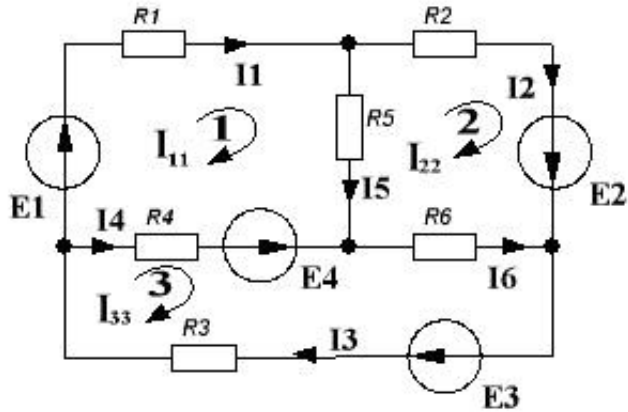 R1 R2
I1 I2
1 R5 2
I11 I22
E1 I5 E2
I4 R4 R6
E4 I6
3
I33
R3 I3
E3